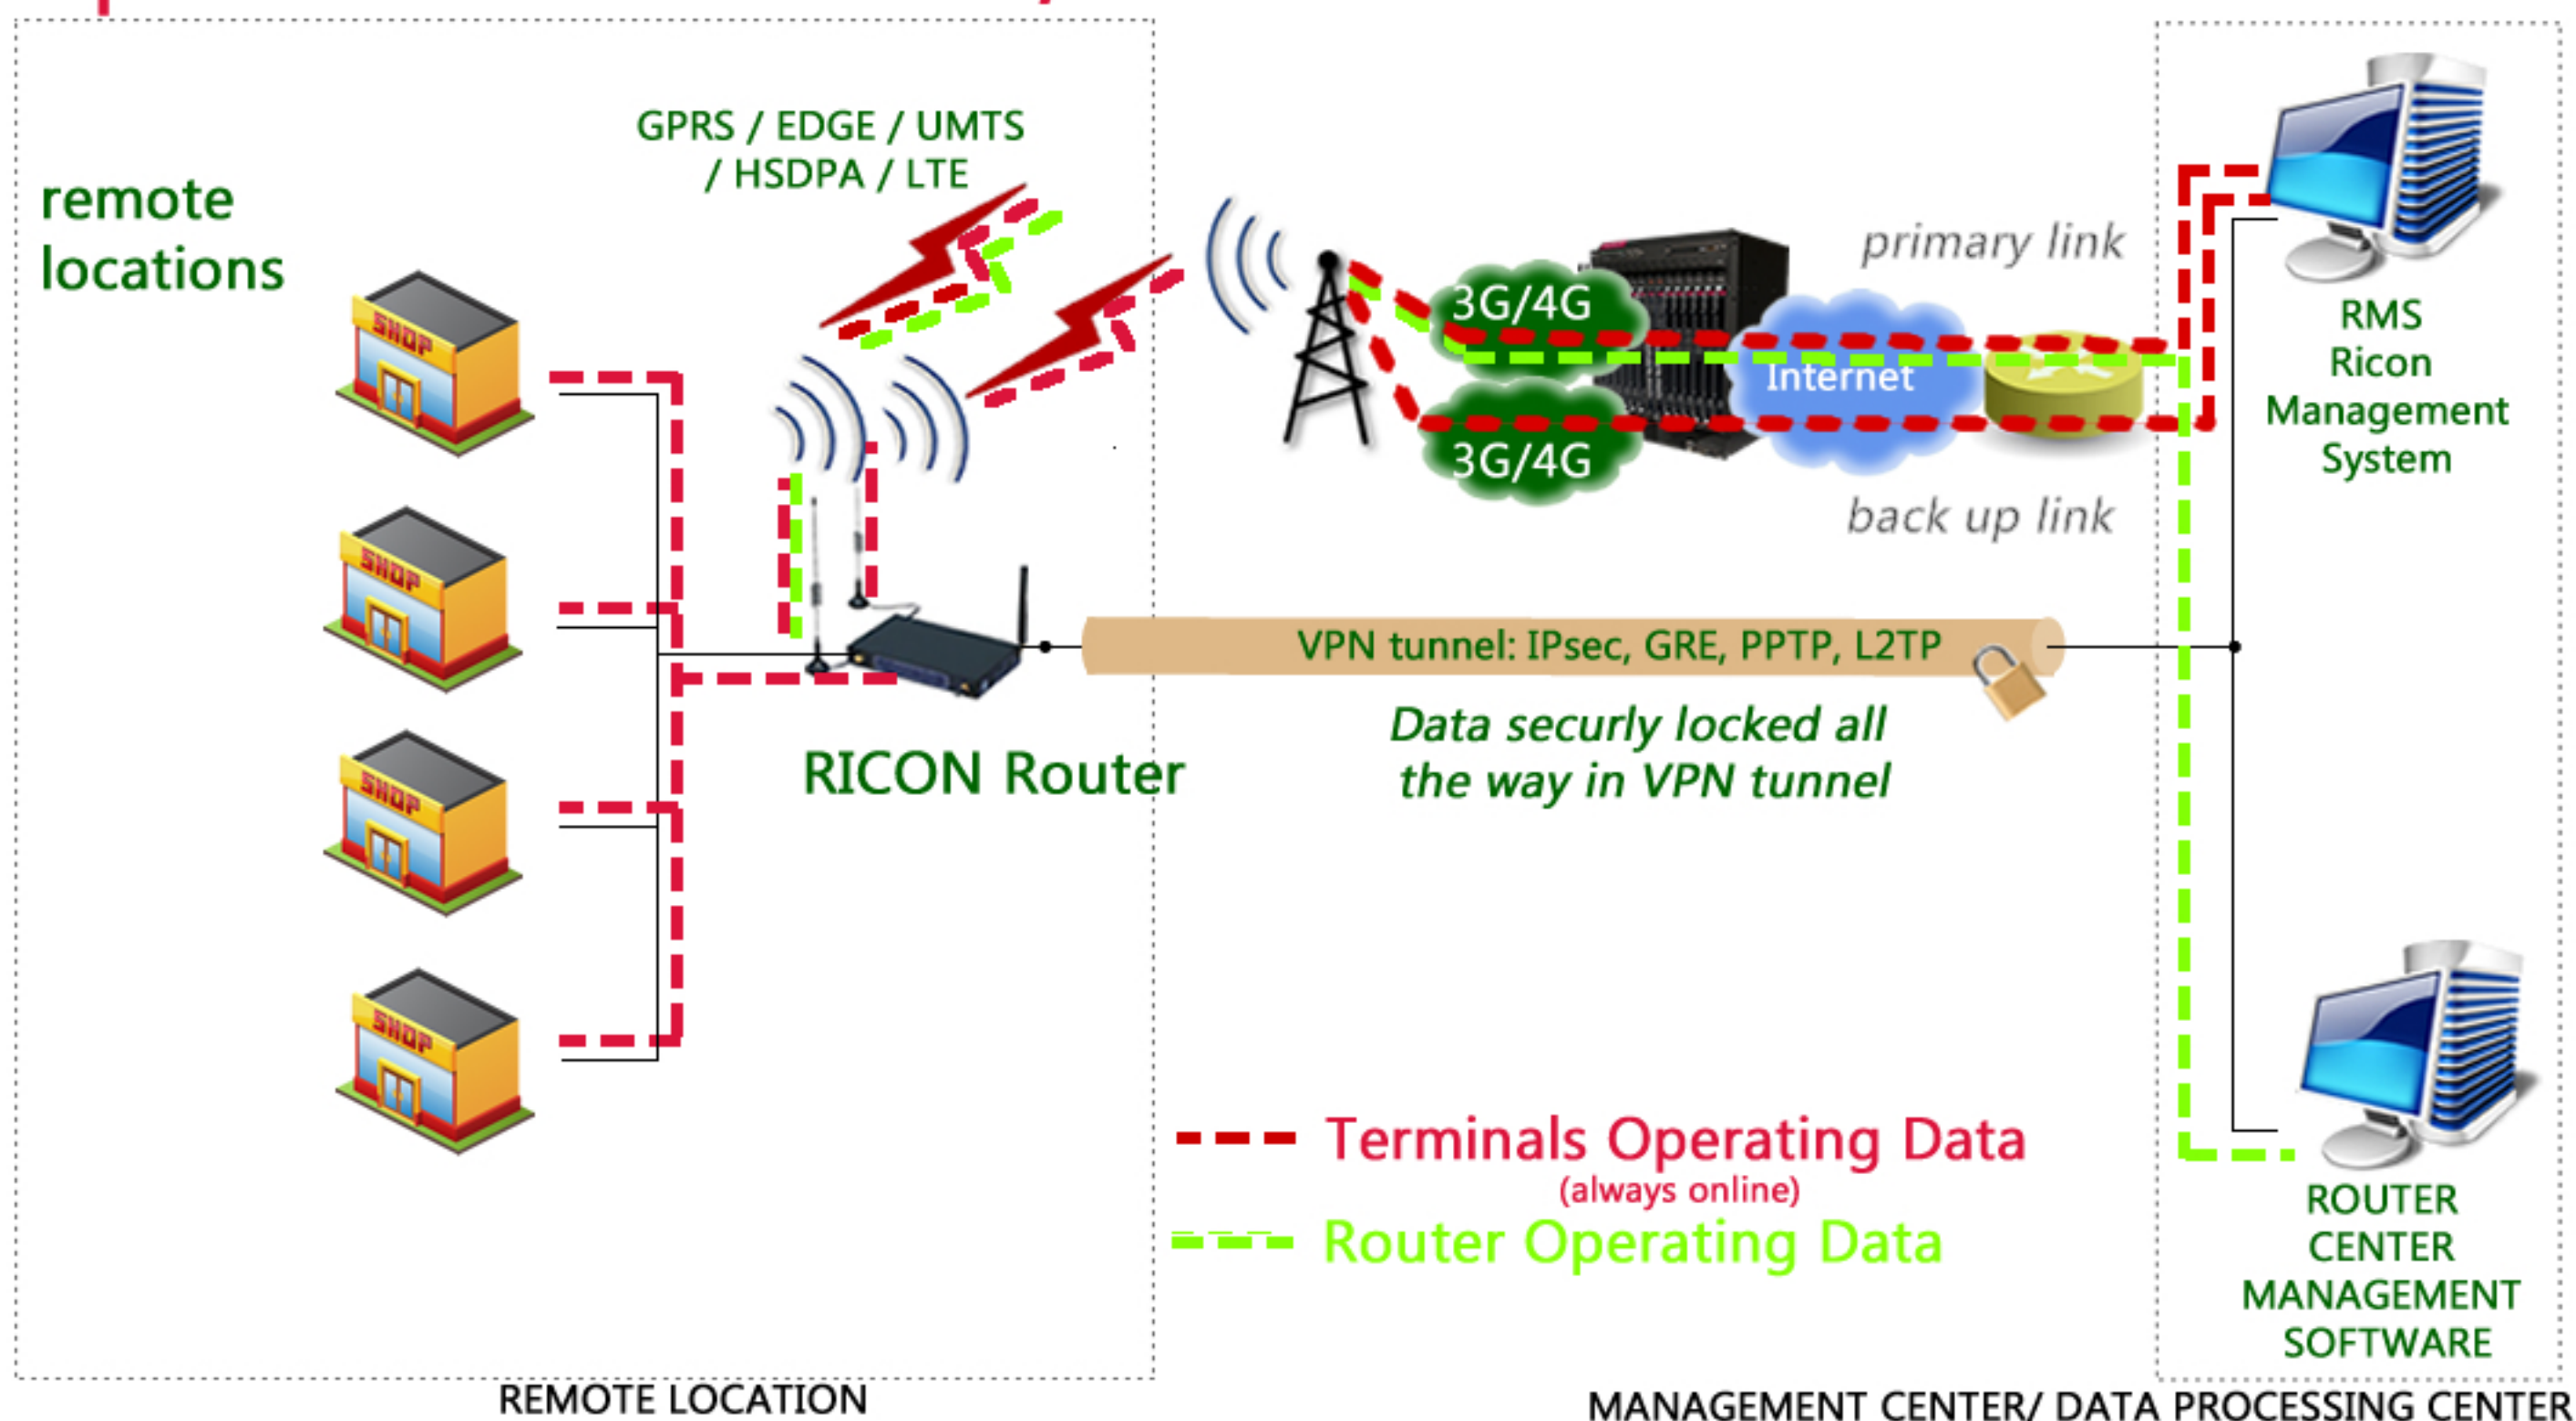 GPRS / EDGE / UMTS
/ HSDPA / LTE
remote
locations
SHOP
SHOP
SHOP
SHOP
RICON Router
3G/4G
3G/4G
Internet
primary link
back up link
VPN tunnel: IPsec, GRE, PPTP, L2TP
Data securly locked all
the way in VPN tunnel
RMS
Ricon
Management
System
Terminals Operating Data
(always online)
Router Operating Data
ROUTER
CENTER
MANAGEMENT
SOFTWARE
REMOTE LOCATION
MANAGEMENT CENTER/ DATA PROCESSING CENTER